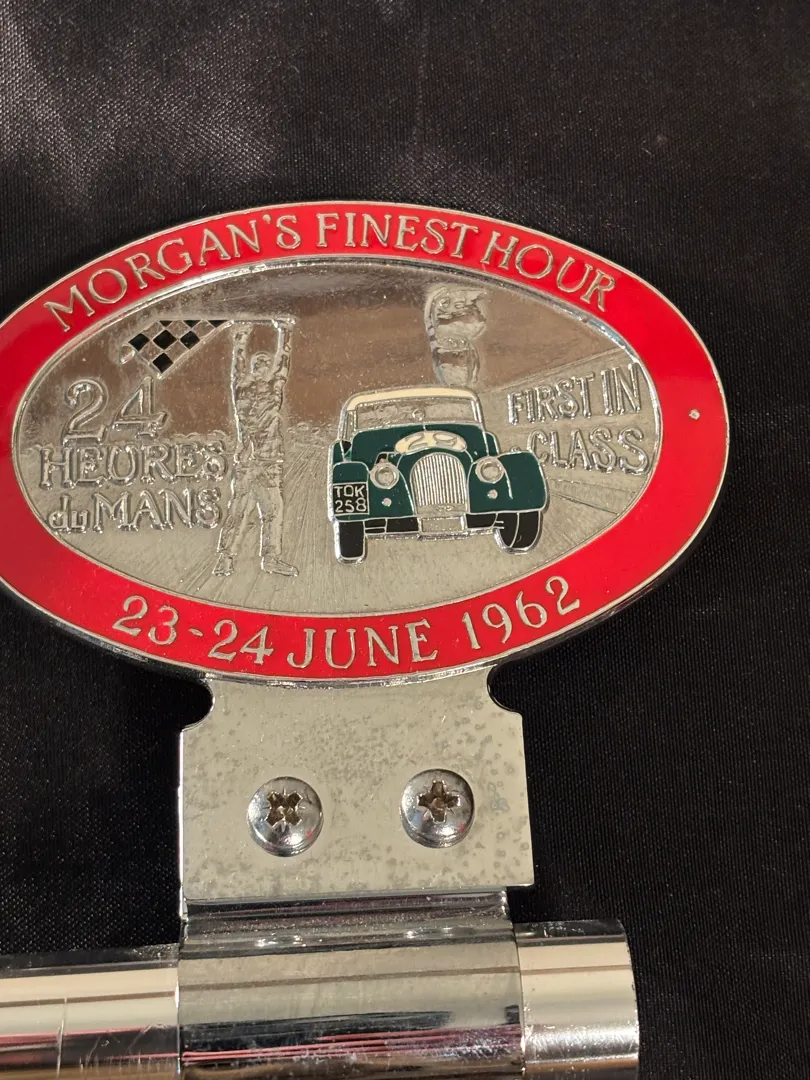 MORGAN'S FINEST HOUR
24
HEURES
du MANS
FIRST IN
CLASS
29
TOK
258
23-24 JUNE 1962